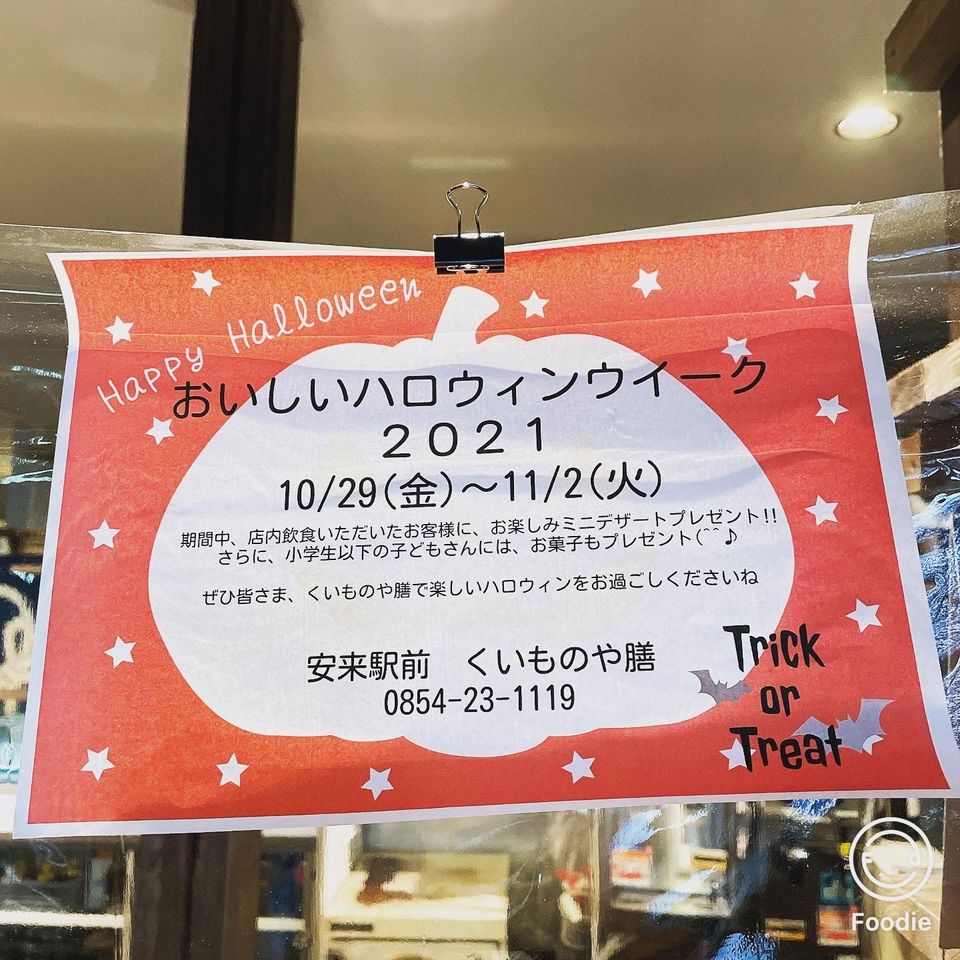 Happy Halloween
おいしいハロウィンウイーク
２０２１
10/29(金)～11/2(火)
期間中、店内飲食いただいたお客様に、お楽しみミニデザートプレゼント!!
さらに、小学生以下の子どもさんには、お菓子もプレゼント(^^♪
ぜひ皆さま、くいものや膳で楽しいハロウィンをお過ごしくださいね
安来駅前　くいものや膳
0854-23-1119
Trick
or
Treat
Foodie